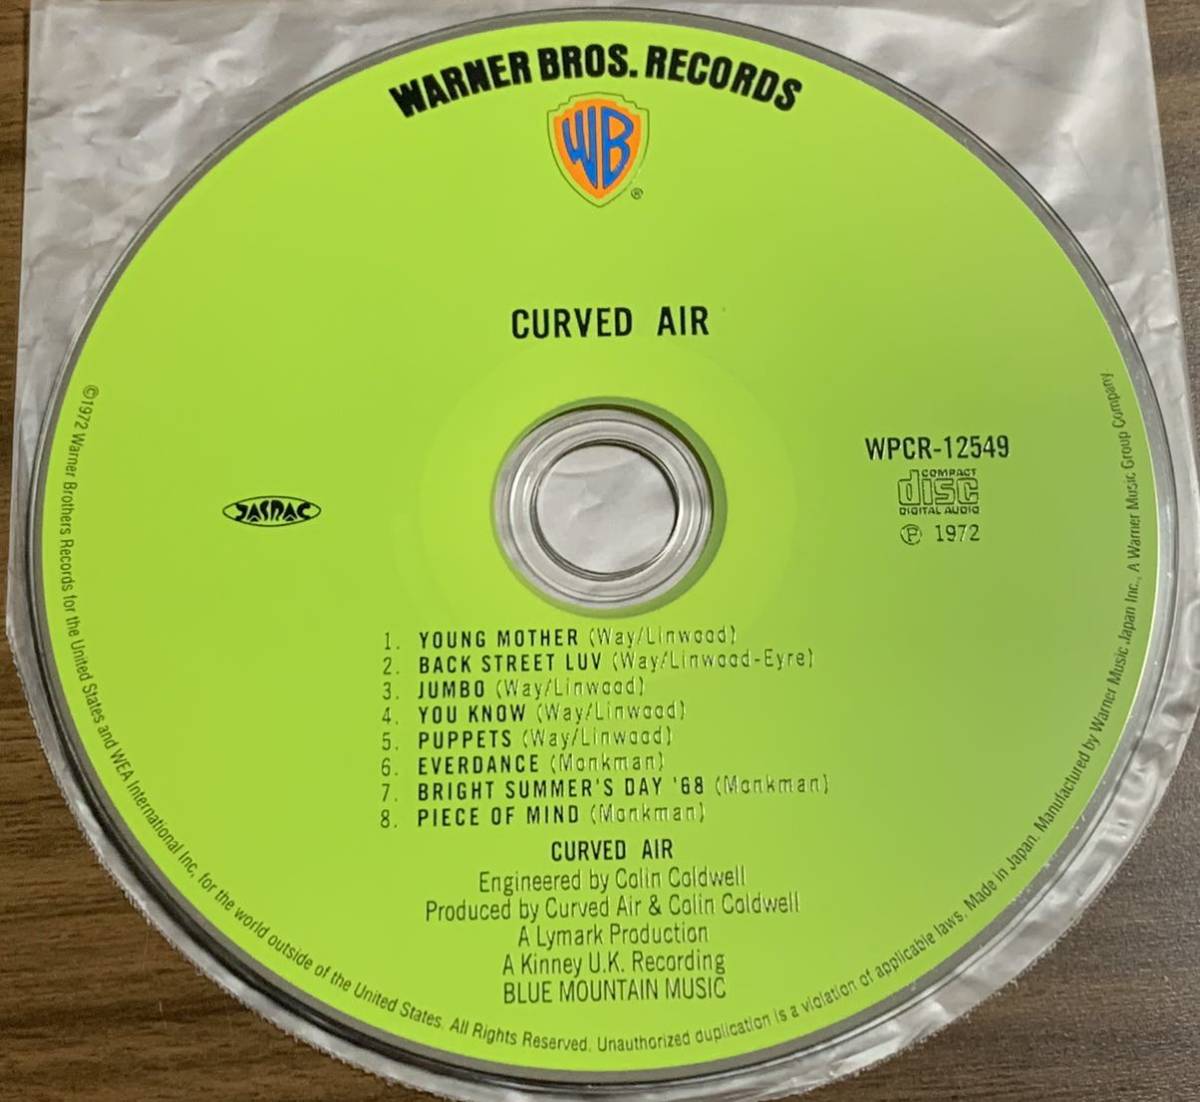 WARNER BROS. RECORDS
WB
®
CURVED AIR
WPCR-12549
COMPACT
disc
DIGITAL AUDIO
℗ 1972
JASRAC
1. YOUNG MOTHER (Way/Linwood)
2. BACK STREET LUV (Way/Linwood-Eyre)
3. JUMBO (Way/Linwood)
4. YOU KNOW (Way/Linwood)
5. PUPPETS (Way/Linwood)
6. EVERDANCE (Monkman)
7. BRIGHT SUMMER'S DAY '68 (Monkman)
8. PIECE OF MIND (Monkman)
CURVED AIR
Engineered by Colin Caldwell
Produced by Curved Air & Colin Caldwell
A Lymark Production
A Kinney U.K. Recording
BLUE MOUNTAIN MUSIC
©1972 Warner Brothers Records for the United States and WEA International Inc. for the world outside of the United States. All Rights Reserved. Unauthorized duplication is a violation of applicable laws. Made in Japan. Manufactured by Warner Music Japan Inc., A Warner Music Group Company